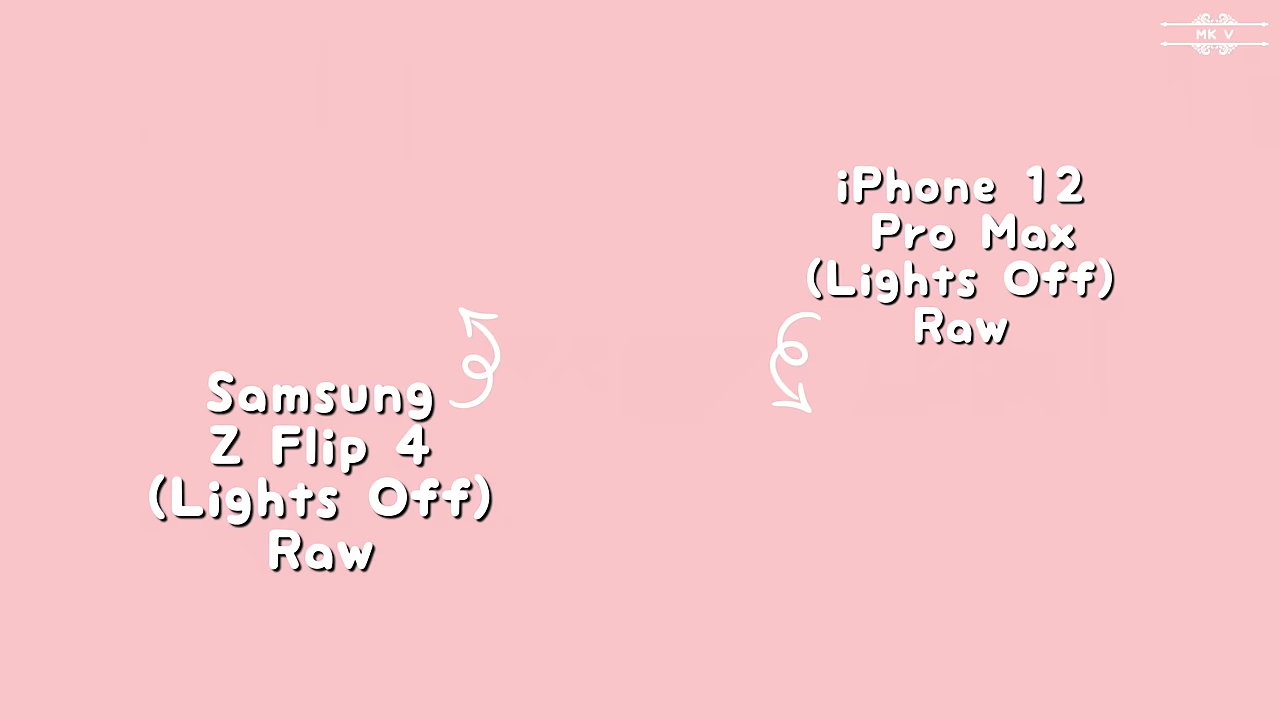 MK V
iPhone 12
Pro Max
(Lights Off)
Raw
Samsung
Z Flip 4
(Lights Off)
Raw